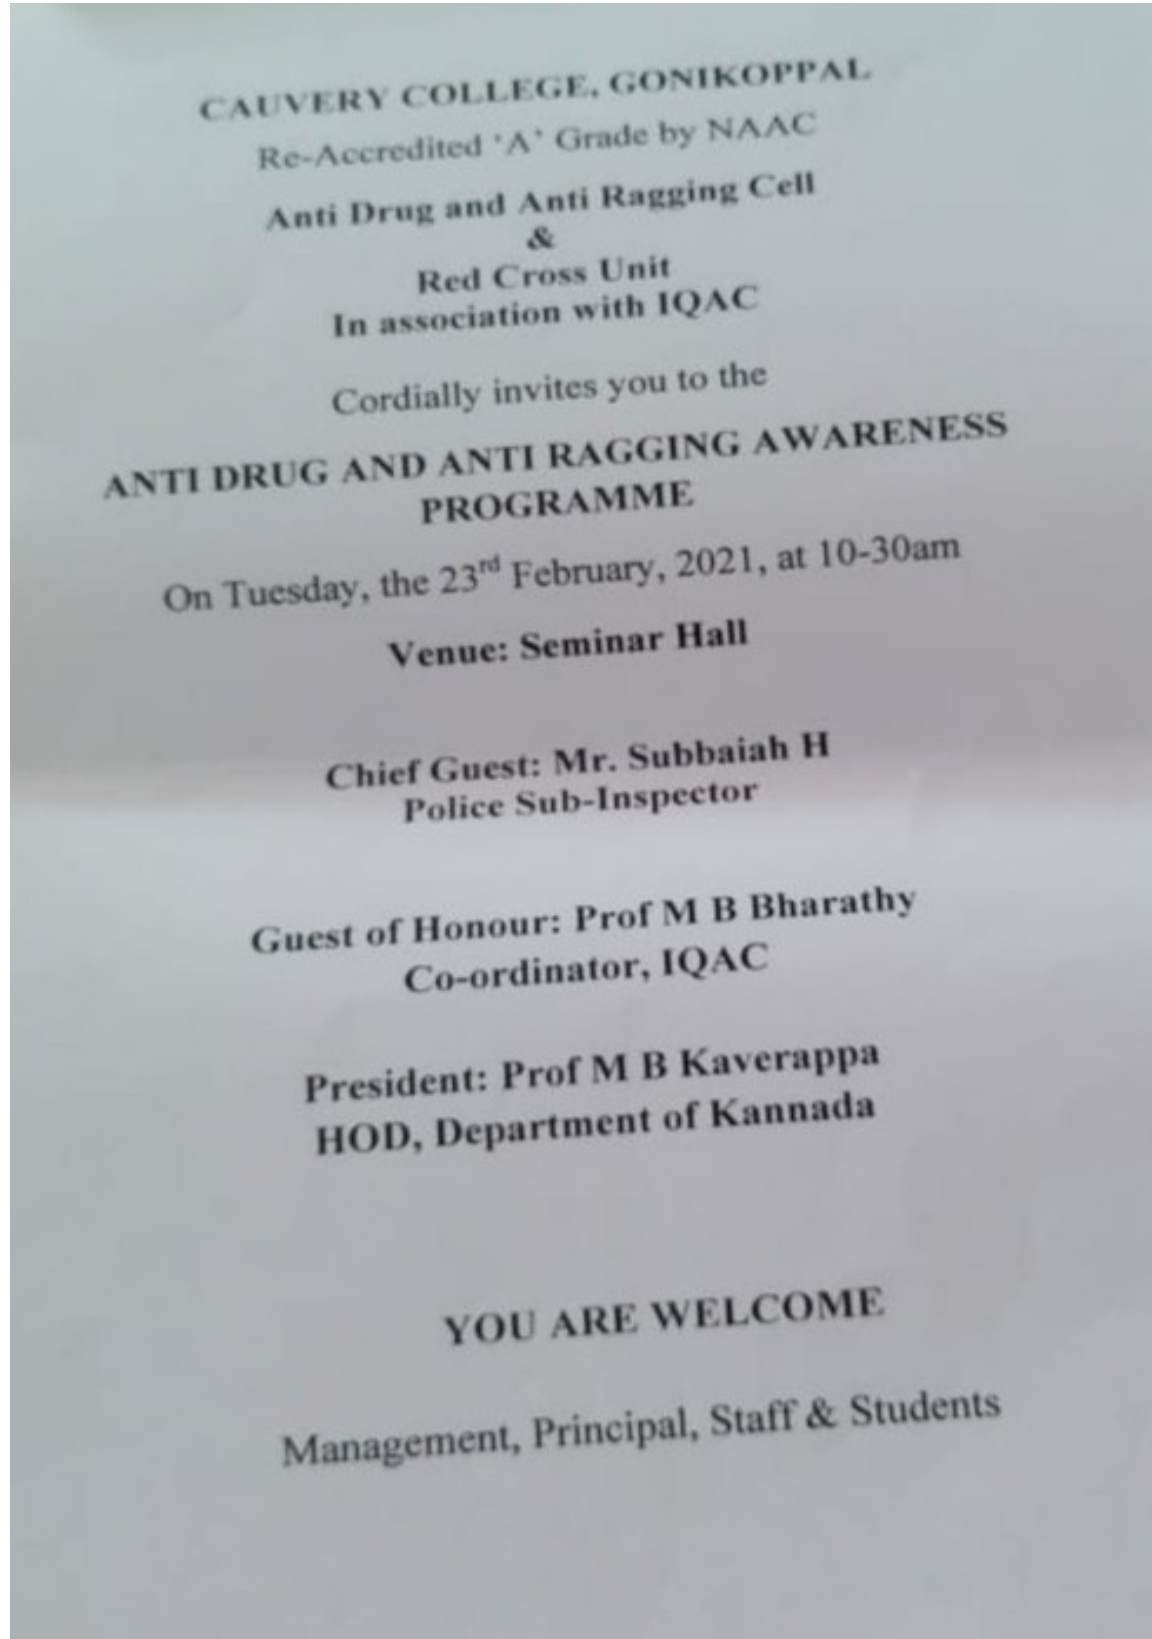 CAUVERY COLLEGE, GONIKOPPAL
Re-Accredited 'A' Grade by NAAC
Anti Drug and Anti Ragging Cell
&
Red Cross Unit
In association with IQAC
Cordially invites you to the
ANTI DRUG AND ANTI RAGGING AWARENESS
PROGRAMME
On Tuesday, the 23rd February, 2021, at 10-30am
Venue: Seminar Hall
Chief Guest: Mr. Subbaiah H
Police Sub-Inspector
Guest of Honour: Prof M B Bharathy
Co-ordinator, IQAC
President: Prof M B Kaverappa
HOD, Department of Kannada
YOU ARE WELCOME
Management, Principal, Staff & Students